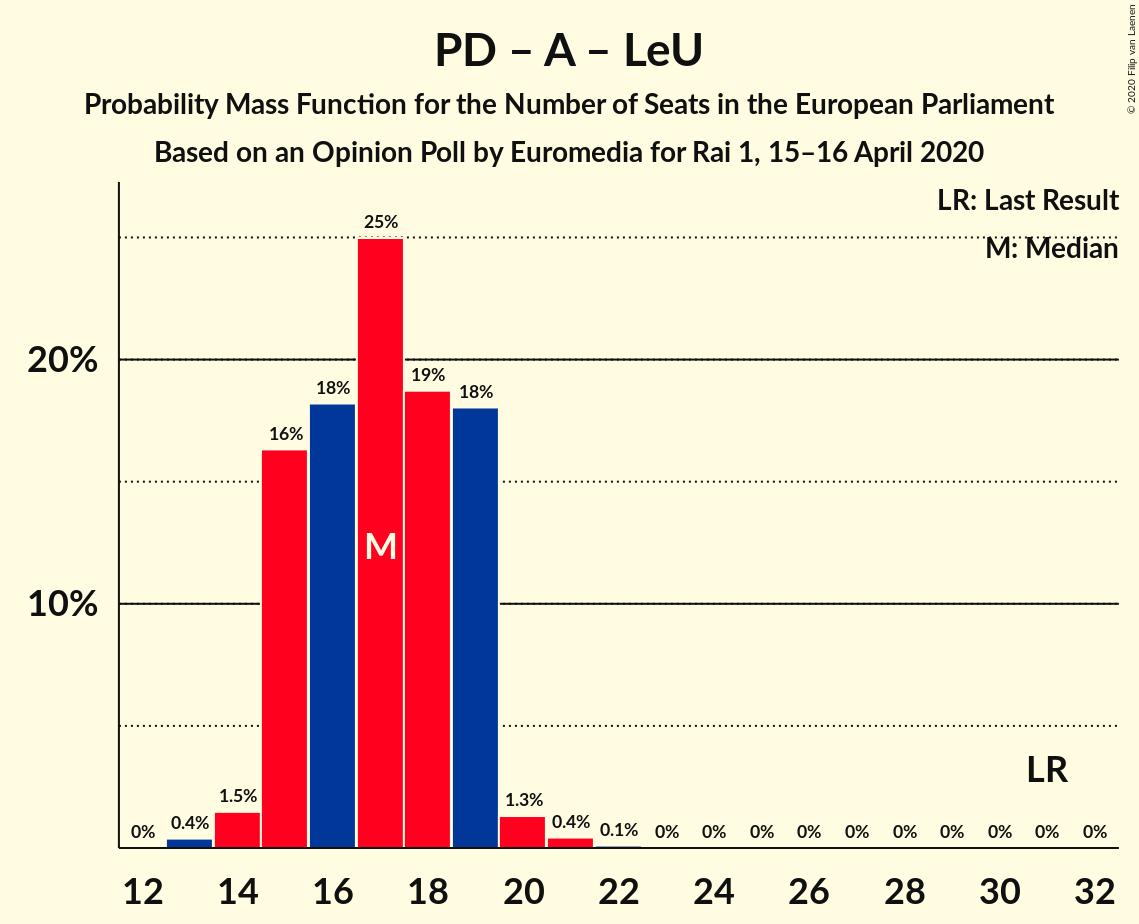 PD – A – LeU
Probability Mass Function for the Number of Seats in the European Parliament
Based on an Opinion Poll by Euromedia for Rai 1, 15–16 April 2020
© 2020 Filip van Laenen
LR: Last Result
M: Median
20%
10%
0%
0.4%
1.5%
16%
18%
25%
19%
18%
1.3%
0.4%
0.1%
0%
0%
0%
0%
0%
0%
0%
0%
0%
0%
M
LR
12 14 16 18 20 22 24 26 28 30 32